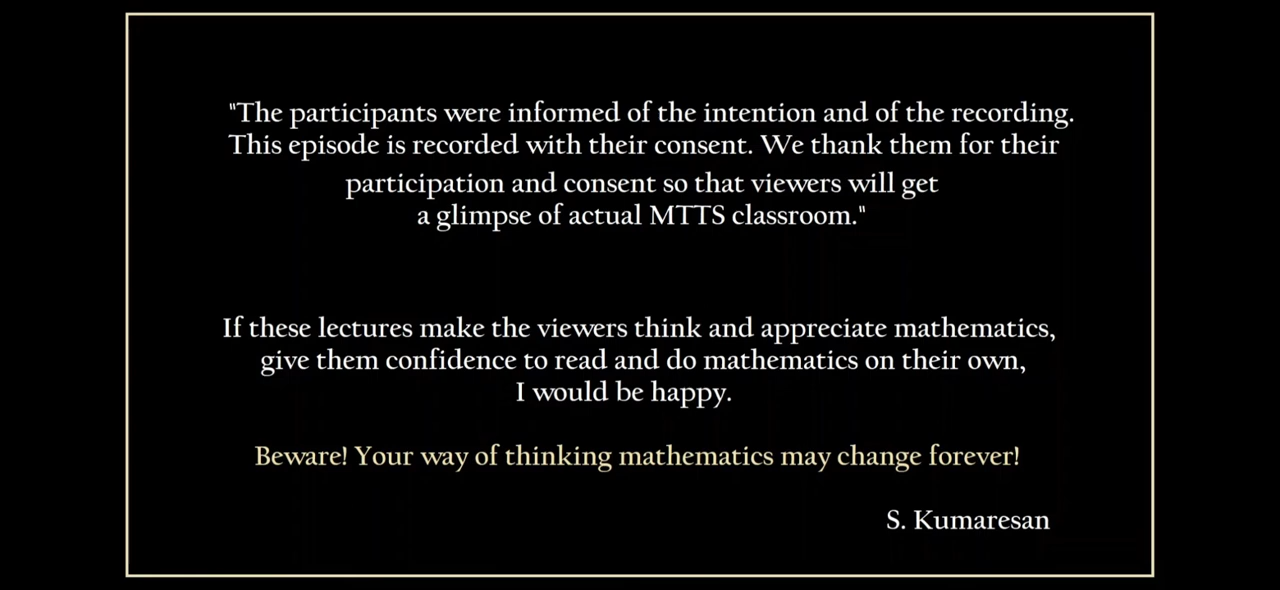 "The participants were informed of the intention and of the recording.
This episode is recorded with their consent. We thank them for their
participation and consent so that viewers will get
a glimpse of actual MTTS classroom."
If these lectures make the viewers think and appreciate mathematics,
give them confidence to read and do mathematics on their own,
I would be happy.
Beware! Your way of thinking mathematics may change forever!
S. Kumaresan